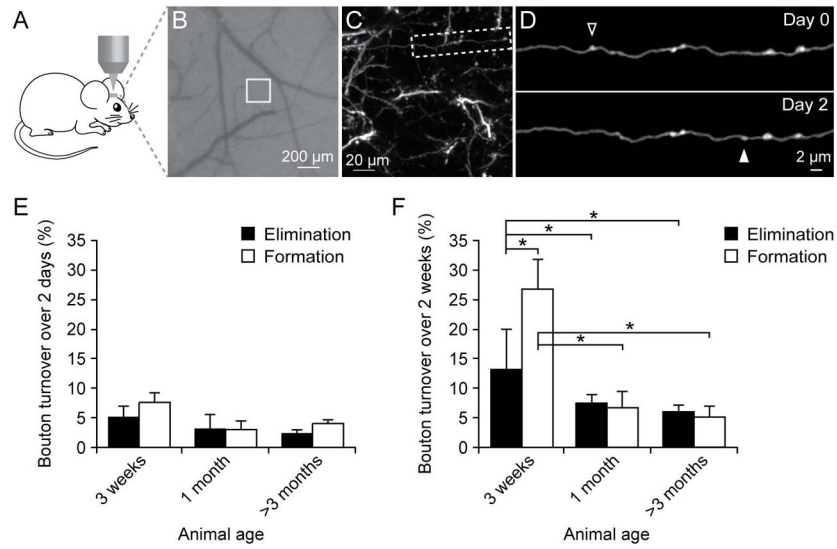 A
B
200 µm
C
20 µm
D
Day 0
Day 2
2 µm
E
Bouton turnover over 2 days (%)
35
30
25
20
15
10
5
0
Elimination
Formation
3 weeks
1 month
>3 months
Animal age
F
Bouton turnover over 2 weeks (%)
35
30
25
20
15
10
5
0
Elimination
Formation
*
*
*
*
*
3 weeks
1 month
>3 months
Animal age